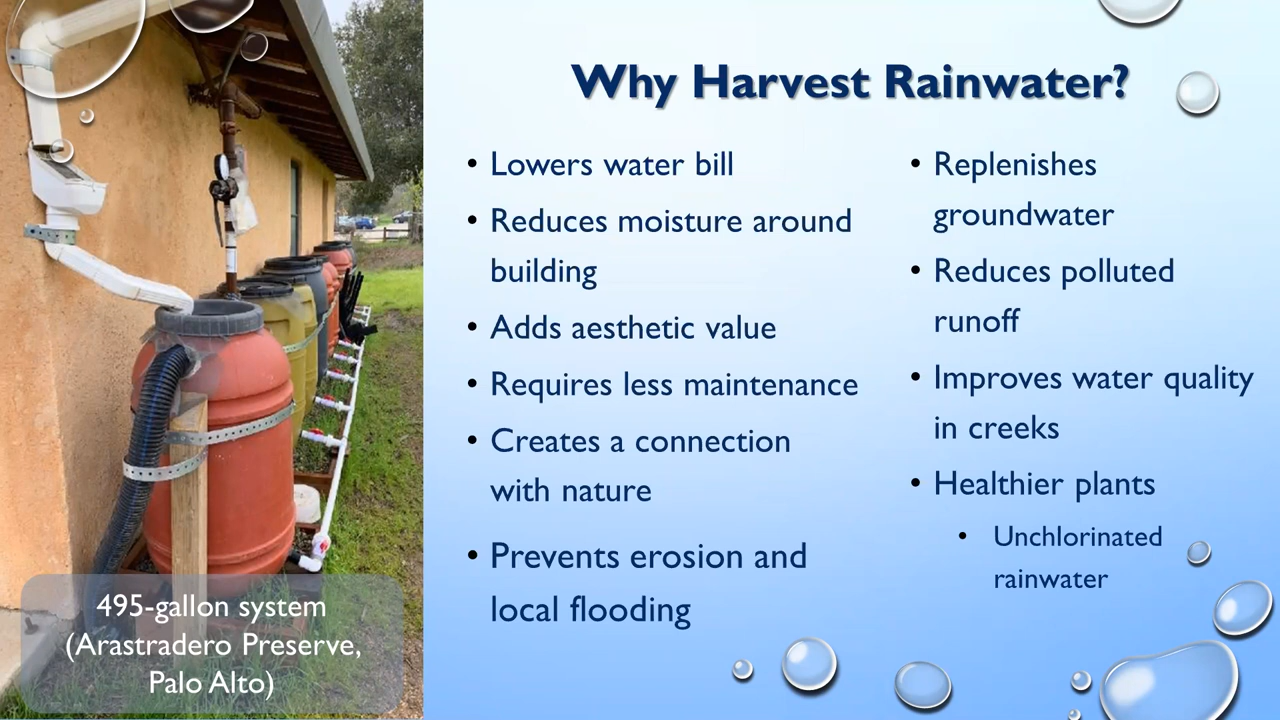 Why Harvest Rainwater?
• Lowers water bill
• Reduces moisture around
building
• Adds aesthetic value
• Requires less maintenance
• Creates a connection
with nature
• Prevents erosion and
local flooding
• Replenishes
groundwater
• Reduces polluted
runoff
• Improves water quality
in creeks
• Healthier plants
• Unchlorinated
rainwater
495-gallon system
(Arastradero Preserve,
Palo Alto)